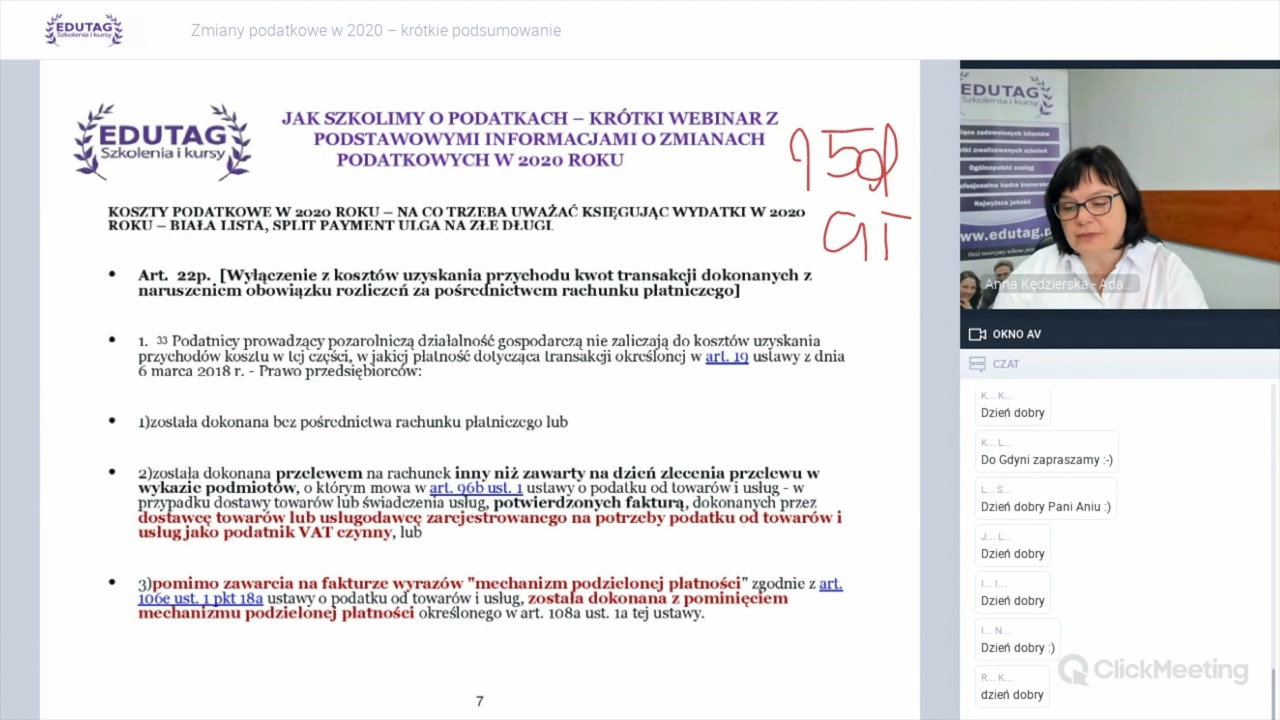 EDUTAG
Szkolenia i kursy
Zmiany podatkowe w 2020 – krótkie podsumowanie
EDUTAG
Szkolenia i kursy
JAK SZKOLIMY O PODATKACH – KRÓTKI WEBINAR Z
PODSTAWOWYMI INFORMACJAMI O ZMIANACH
PODATKOWYCH W 2020 ROKU
KOSZTY PODATKOWE W 2020 ROKU – NA CO TRZEBA UWAŻAĆ KSIĘGUJĄC WYDATKI W 2020
ROKU – BIAŁA LISTA, SPLIT PAYMENT ULGA NA ZŁE DŁUGI.
• Art. 22p. [Wyłączenie z kosztów uzyskania przychodu kwot transakcji dokonanych z
naruszeniem obowiązku rozliczeń za pośrednictwem rachunku płatniczego]
• 1. 33 Podatnicy prowadzący pozarolniczą działalność gospodarczą nie zaliczają do kosztów uzyskania
przychodów kosztu w tej części, w jakiej płatność dotycząca transakcji określonej w art. 19 ustawy z dnia
6 marca 2018 r. - Prawo przedsiębiorców:
• 1)została dokonana bez pośrednictwa rachunku płatniczego lub
• 2)została dokonana przelewem na rachunek inny niż zawarty na dzień zlecenia przelewu w
wykazie podmiotów, o którym mowa w art. 96b ust. 1 ustawy o podatku od towarów i usług - w
przypadku dostawy towarów lub świadczenia usług, potwierdzonych fakturą, dokonanych przez
dostawcę towarów lub usługodawcę zarejestrowanego na potrzeby podatku od towarów i
usług jako podatnik VAT czynny, lub
• 3)pomimo zawarcia na fakturze wyrazów "mechanizm podzielonej płatności" zgodnie z art.
106e ust. 1 pkt 18a ustawy o podatku od towarów i usług, została dokonana z pominięciem
mechanizmu podzielonej płatności określonego w art. 108a ust. 1a tej ustawy.
7
EDUTAG
Szkolenia i kursy
Ogólnopolski zasięg
Najwyższa jakość
Anna Kędzierska - Ada...
OKNO AV
CZAT
K... K...
Dzień dobry
K... L...
Do Gdyni zapraszamy :-)
L... S...
Dzień dobry Pani Aniu :)
J... L...
Dzień dobry
I... I...
Dzień dobry
I... N...
Dzień dobry :)
R... K...
dzień dobry
ClickMeeting